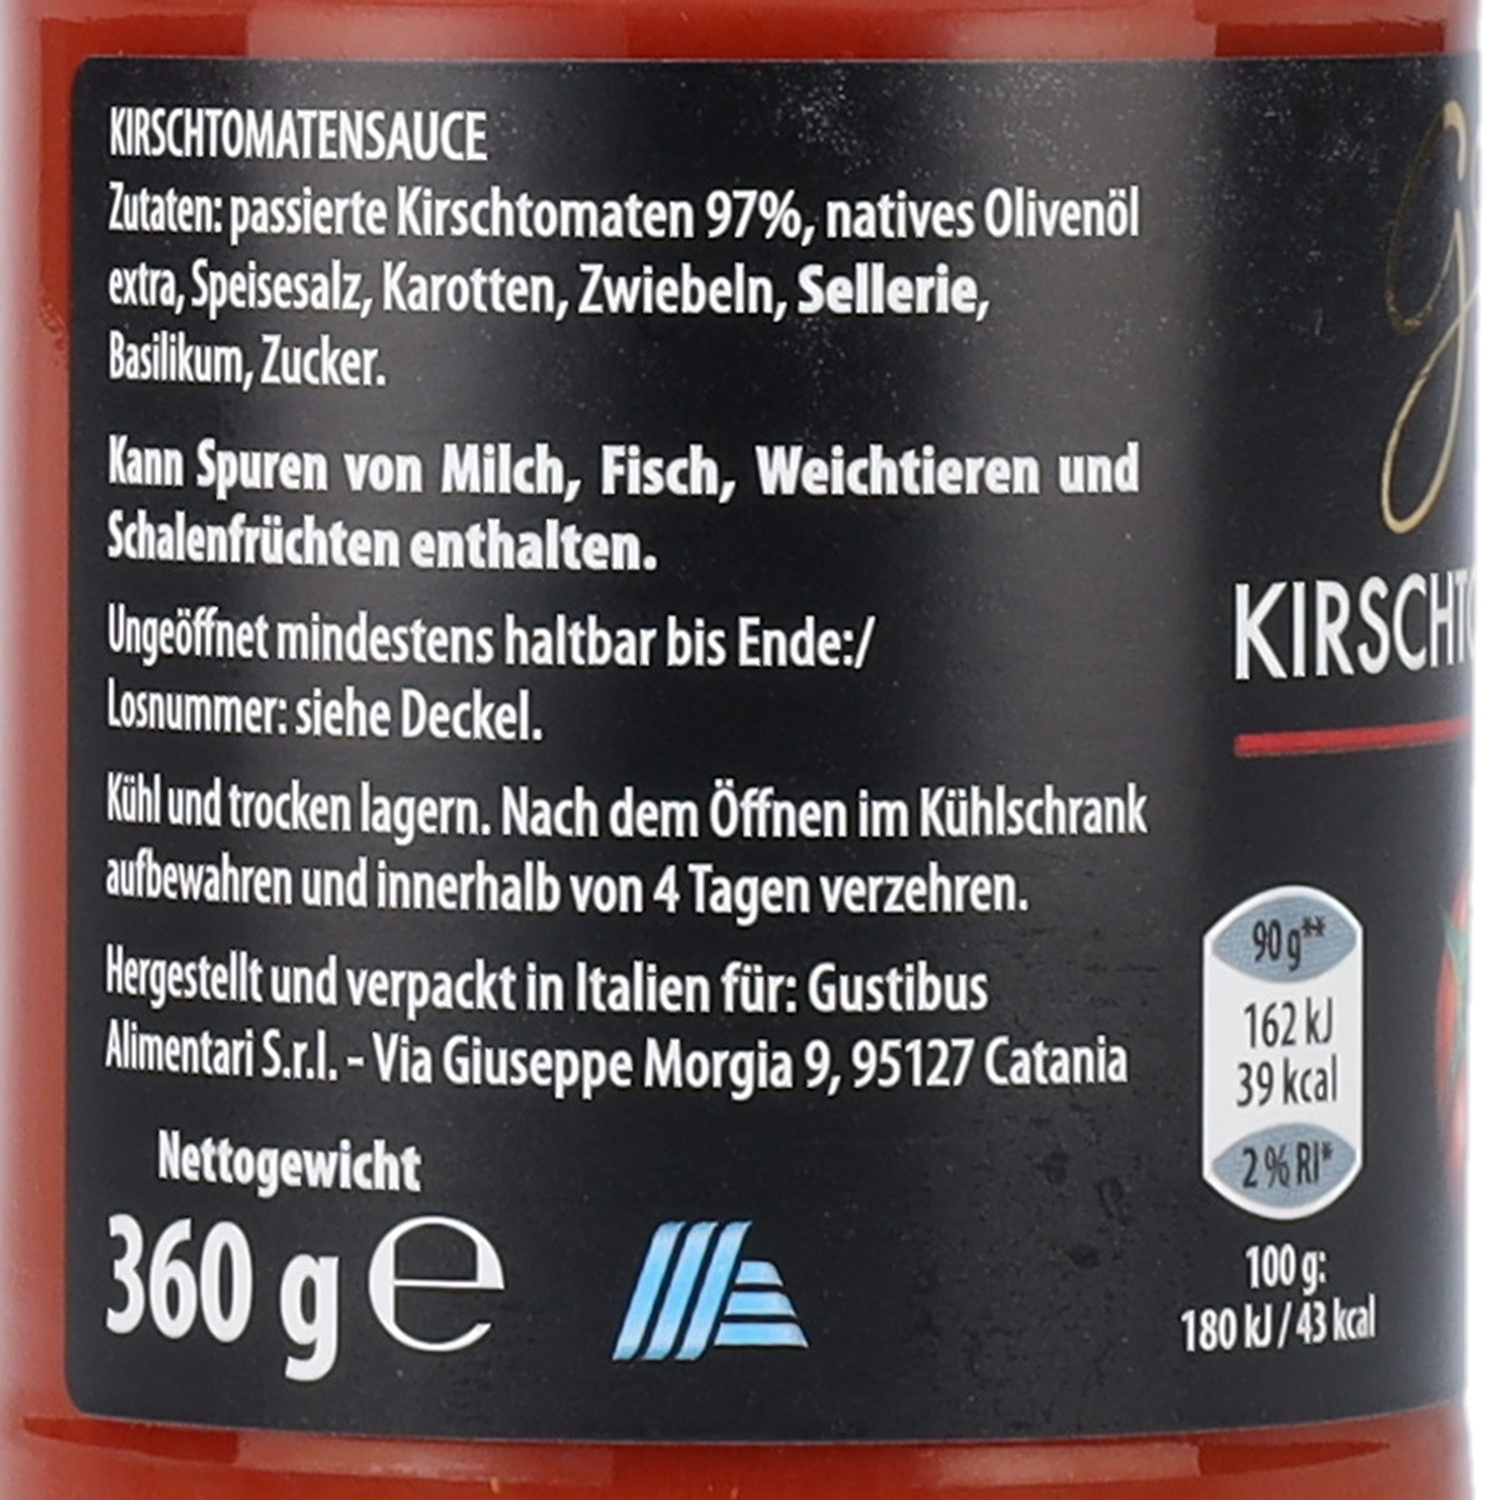 KIRSCHTOMATENSAUCE
Zutaten: passierte Kirschtomaten 97%, natives Olivenöl
extra, Speisesalz, Karotten, Zwiebeln, Sellerie,
Basilikum, Zucker.
Kann Spuren von Milch, Fisch, Weichtieren und
Schalenfrüchten enthalten.
Ungeöffnet mindestens haltbar bis Ende:/
Losnummer: siehe Deckel.
Kühl und trocken lagern. Nach dem Öffnen im Kühlschrank
aufbewahren und innerhalb von 4 Tagen verzehren.
Hergestellt und verpackt in Italien für: Gustibus
Alimentari S.r.l. - Via Giuseppe Morgia 9, 95127 Catania
Nettogewicht
360 g ℮
KIRSCHTO
90 g**
162 kJ
39 kcal
2 % RI*
100 g:
180 kJ / 43 kcal